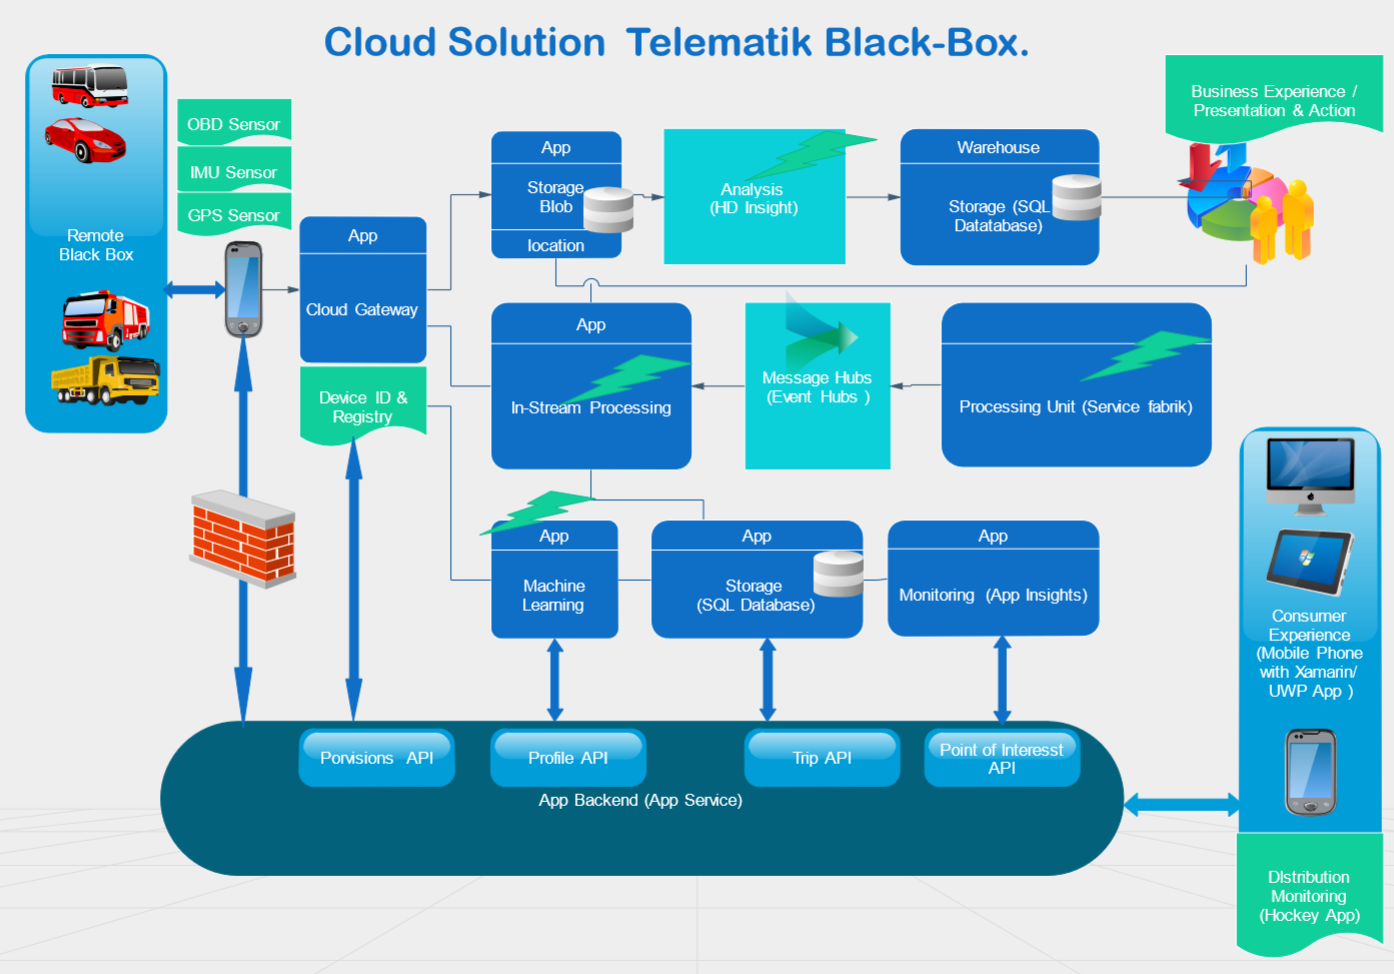 Cloud Solution Telematik Black-Box.
Remote
Black Box
OBD Sensor
IMU Sensor
GPS Sensor
App
Cloud Gateway
Device ID &
Registry
App
Storage
Blob
location
Analysis
(HD Insight)
Warehouse
Storage (SQL
Datatabase)
Business Experience /
Presentation & Action
App
In-Stream Processing
Message Hubs
(Event Hubs )
Processing Unit (Service fabrik)
App
Machine
Learning
App
Storage
(SQL Database)
App
Monitoring (App Insights)
Consumer
Experience
(Mobile Phone
with Xamarin/
UWP App )
Porvisions API
Profile API
Trip API
Point of Interesst
API
App Backend (App Service)
DIstribution
Monitoring
(Hockey App)